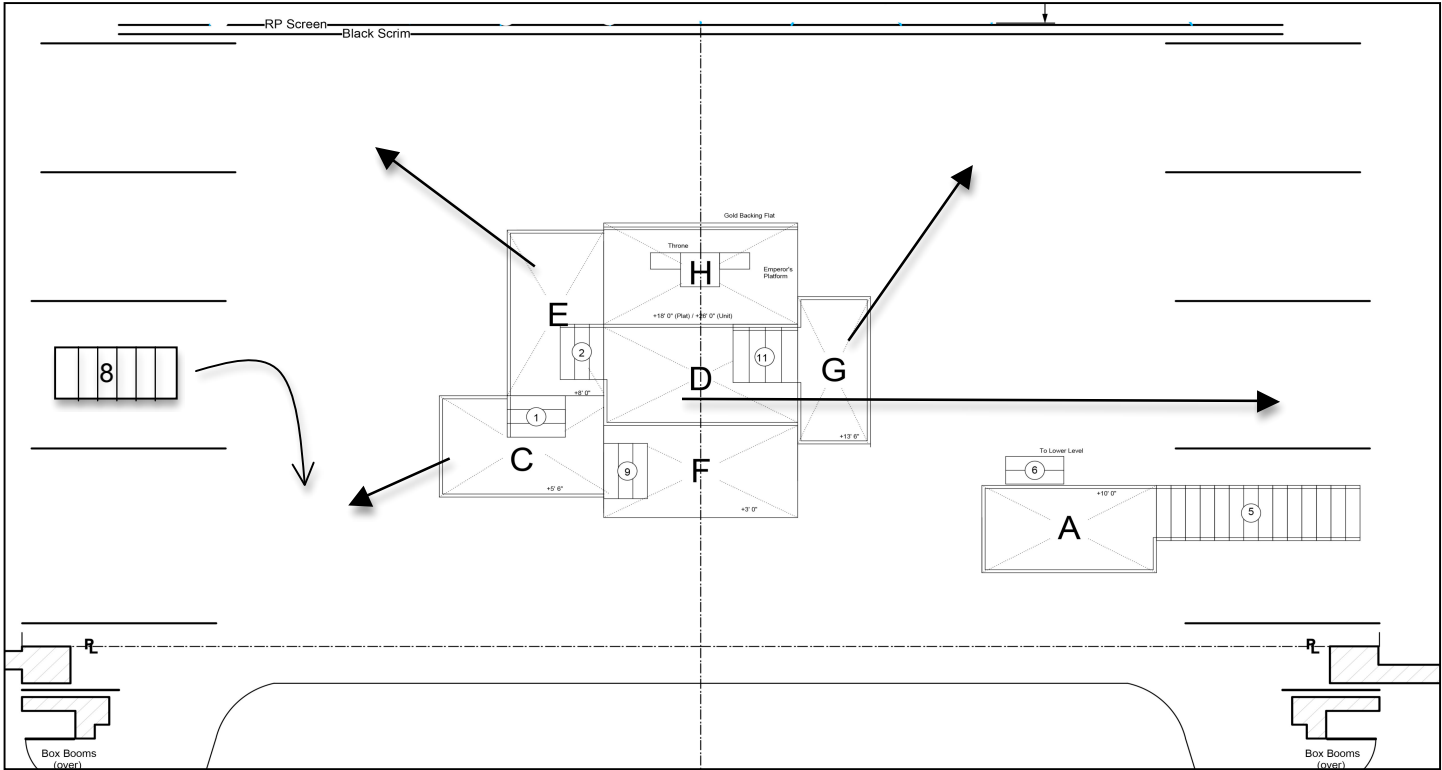 RP Screen
Black Scrim
Gold Backing Flat
Throne
H
Emperor's
Platform
E
+18' 0" (Plat) / +26' 0" (Unit)
8
2
11
D
G
+8' 0"
1
+13' 6"
C
9
F
To Lower Level
6
+5' 6"
+10' 0"
+3' 0"
5
A
PL
PL
Box Booms
(over)
Box Booms
(over)